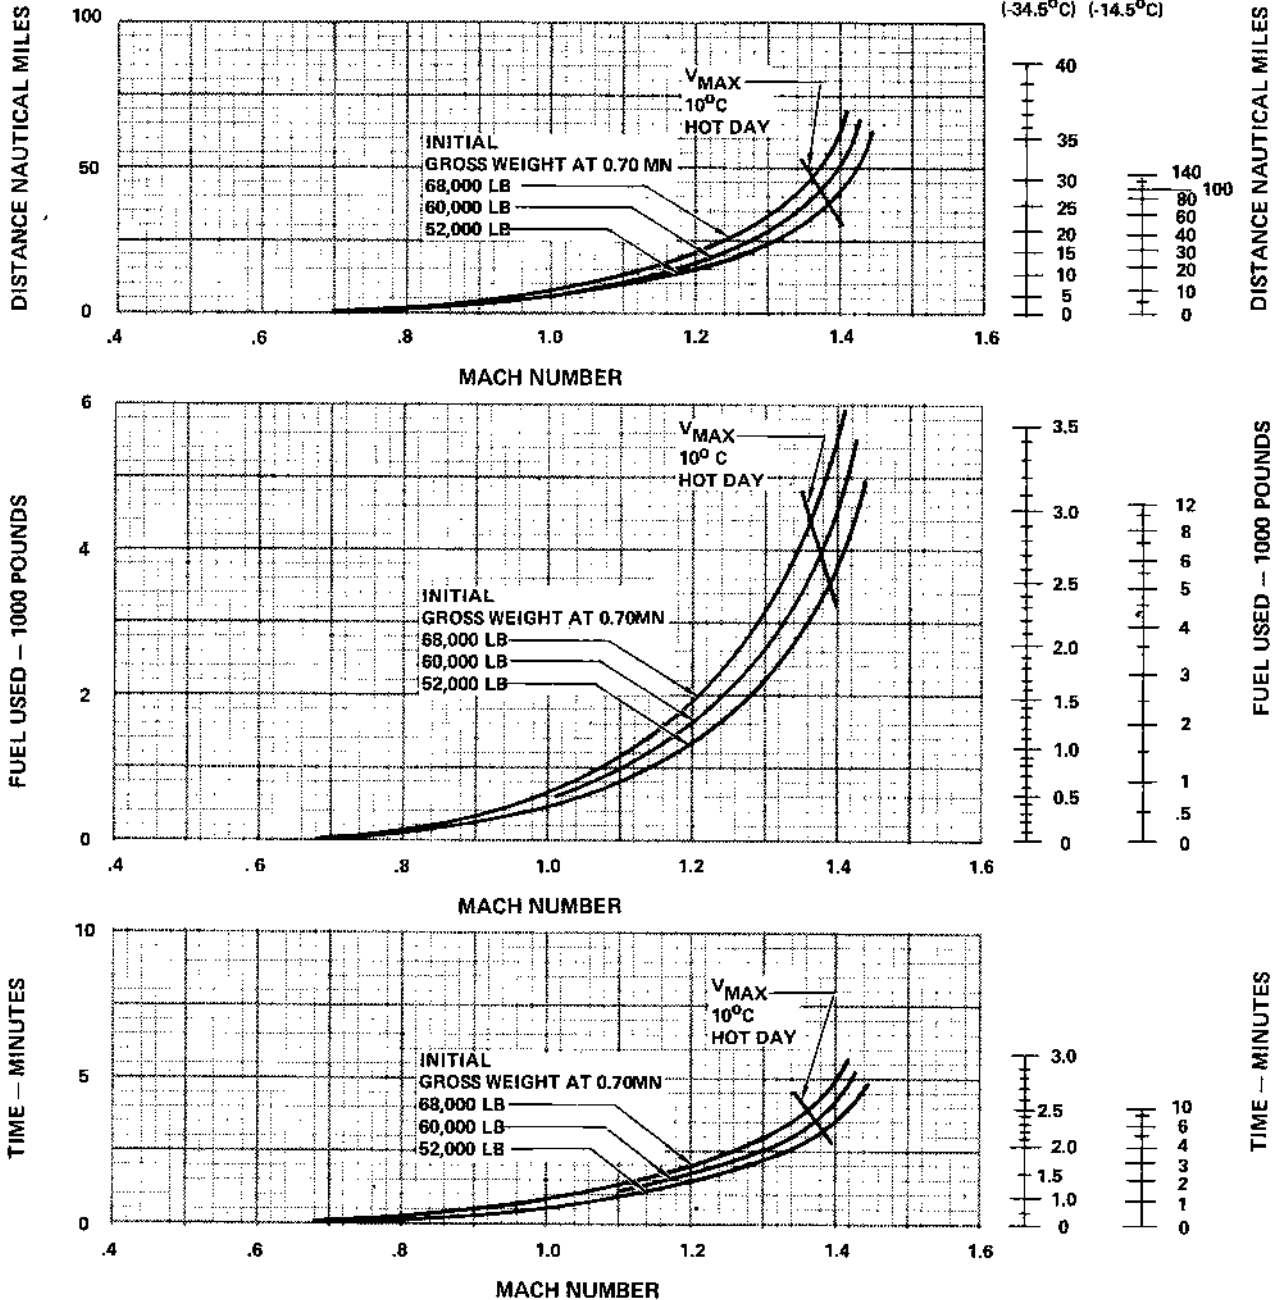 (-34.5°C) (-14.5°C)
DISTANCE NAUTICAL MILES
100
50
0
V MAX
10°C
HOT DAY
INITIAL
GROSS WEIGHT AT 0.70 MN
68,000 LB
60,000 LB
52,000 LB
.4 .6 .8 1.0 1.2 1.4 1.6
MACH NUMBER
40
35
30
25
20
15
10
5
0
140
100
80
60
40
30
20
10
0
DISTANCE NAUTICAL MILES
FUEL USED – 1000 POUNDS
6
4
2
0
V MAX
10° C
HOT DAY
INITIAL
GROSS WEIGHT AT 0.70MN
68,000 LB
60,000 LB
52,000 LB
.4 .6 .8 1.0 1.2 1.4 1.6
MACH NUMBER
3.5
3.0
2.5
2.0
1.5
1.0
0.5
0
12
8
6
5
4
3
2
1
.5
0
FUEL USED – 1000 POUNDS
TIME – MINUTES
10
5
0
V MAX
10°C
HOT DAY
INITIAL
GROSS WEIGHT AT 0.70MN
68,000 LB
60,000 LB
52,000 LB
.4 .6 .8 1.0 1.2 1.4 1.6
MACH NUMBER
3.0
2.5
2.0
1.5
1.0
0
10
6
4
3
2
1
0
TIME – MINUTES